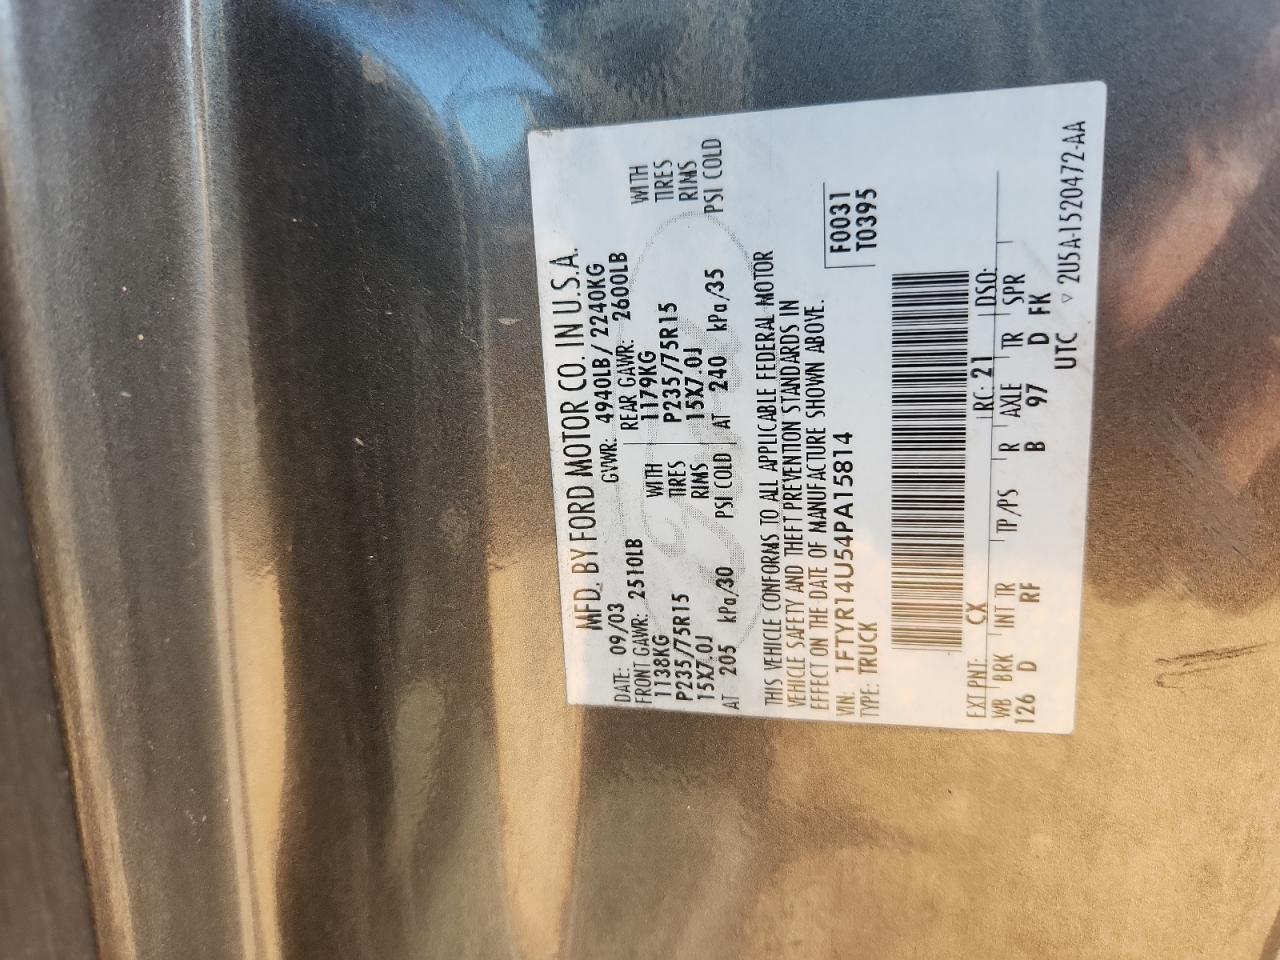 MFD. BY FORD MOTOR CO. IN U.S.A.
DATE: 09/03 GVWR: 4940LB/ 2240KG
FRONT GAWR: 2510LB REAR GAWR: 2600LB
1138KG WITH 1179KG WITH
P235/75R15 TIRES P235/75R15 TIRES
15X7.0J RIMS 15X7.0J RIMS
AT 205 kPa/30 PSI COLD AT 240 kPa/35 PSI COLD
THIS VEHICLE CONFORMS TO ALL APPLICABLE FEDERAL MOTOR
VEHICLE SAFETY AND THEFT PREVENTION STANDARDS IN
EFFECT ON THE DATE OF MANUFACTURE SHOWN ABOVE.
VIN: 1FTYR14U54PA15814 F0031
TYPE: TRUCK T0395
EXT PNT: CX RC: 21 DSO:
WB BRK INT TR TP/PS R AXLE TR SPR
126 D RF B 97 D FK
UTC ▽ 2U5A-1520472-AA